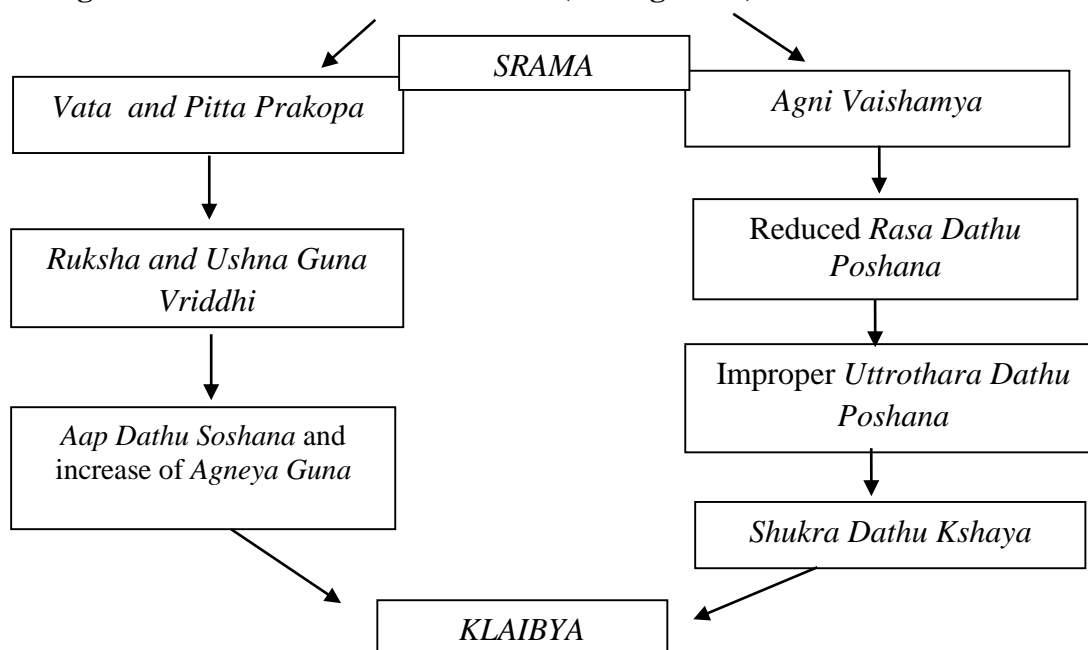 SRAMA
Vata and Pitta Prakopa
Agni Vaishamya
Ruksha and Ushna Guna
Vriddhi
Reduced Rasa Dathu
Poshana
Aap Dathu Soshana and
increase of Agneya Guna
Improper Uttrothara Dathu
Poshana
Shukra Dathu Kshaya
KLAIBYA